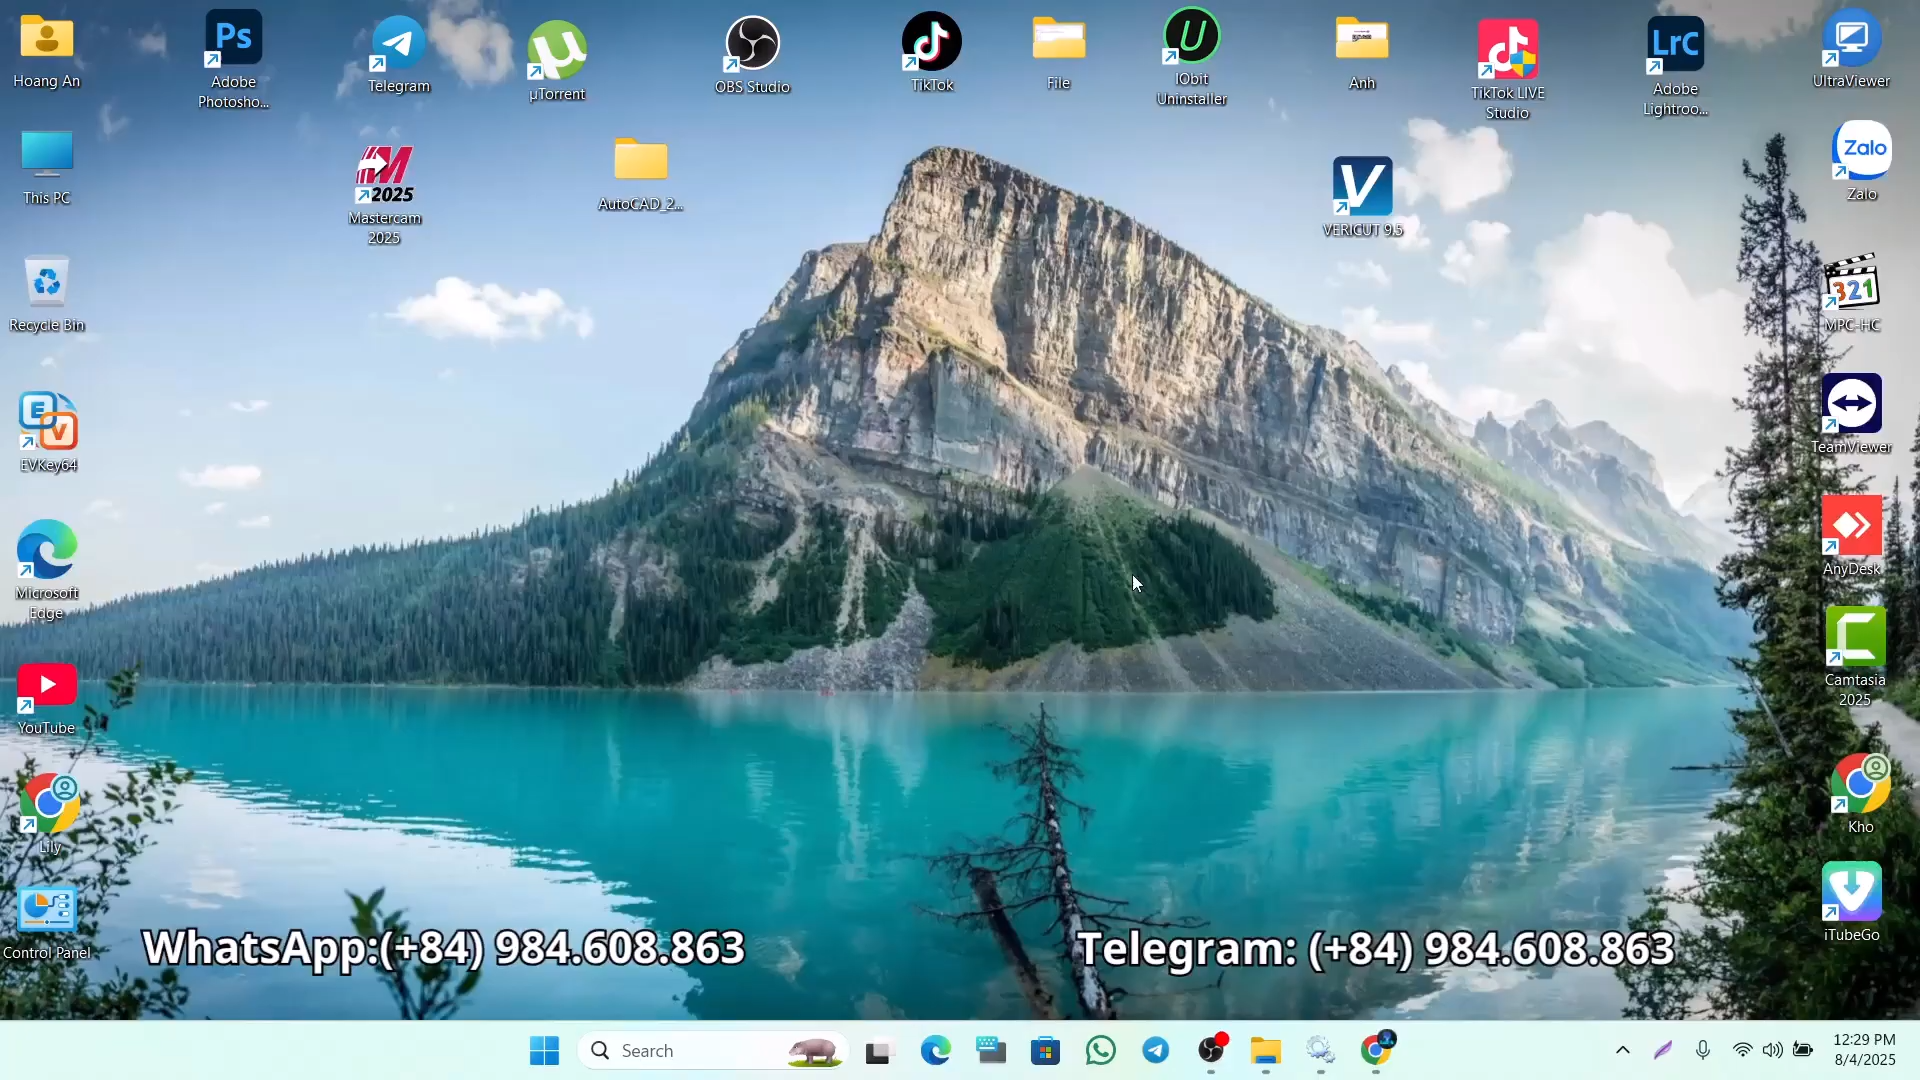 Hoang An
Ps
Adobe
Photosho...
Telegram
µTorrent
OBS Studio
TikTok
File
IObit
Uninstaller
Anh
TikTok LIVE
Studio
LrC
Adobe
Lightroo...
UltraViewer
This PC
M
2025
Mastercam
2025
AutoCAD_2...
V
VERICUT 9.5
Zalo
Zalo
Recycle Bin
321
MPC-HC
E
V
EVKey64
TeamViewer
Microsoft
Edge
AnyDesk
YouTube
Camtasia
2025
Lily
Kho
Control Panel
iTubeGo
WhatsApp:(+84) 984.608.863
Telegram: (+84) 984.608.863
Search
12:29 PM
8/4/2025